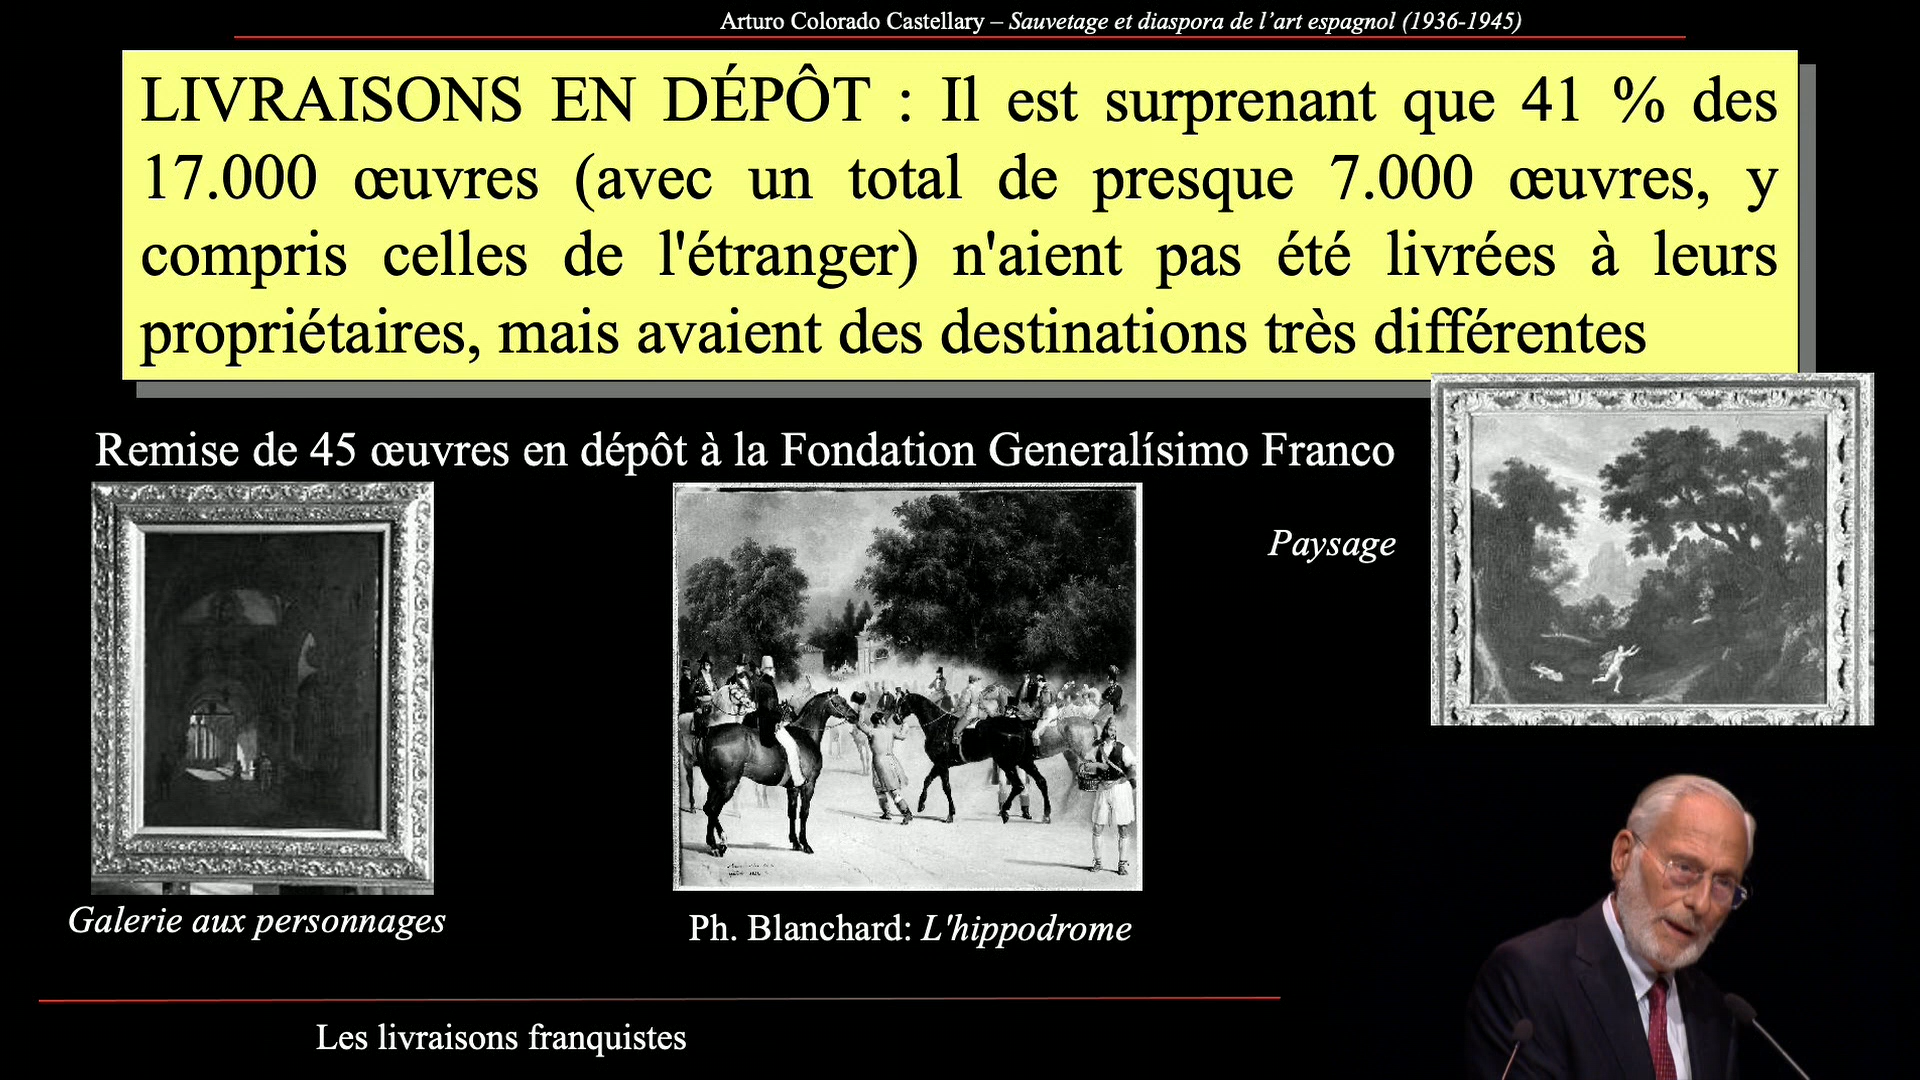 Arturo Colorado Castellary – Sauvetage et diaspora de l’art espagnol (1936-1945)
LIVRAISONS EN DÉPÔT : Il est surprenant que 41 % des
17.000 œuvres (avec un total de presque 7.000 œuvres, y
compris celles de l'étranger) n'aient pas été livrées à leurs
propriétaires, mais avaient des destinations très différentes
Remise de 45 œuvres en dépôt à la Fondation Generalísimo Franco
Paysage
Galerie aux personnages
Ph. Blanchard: L'hippodrome
Les livraisons franquistes